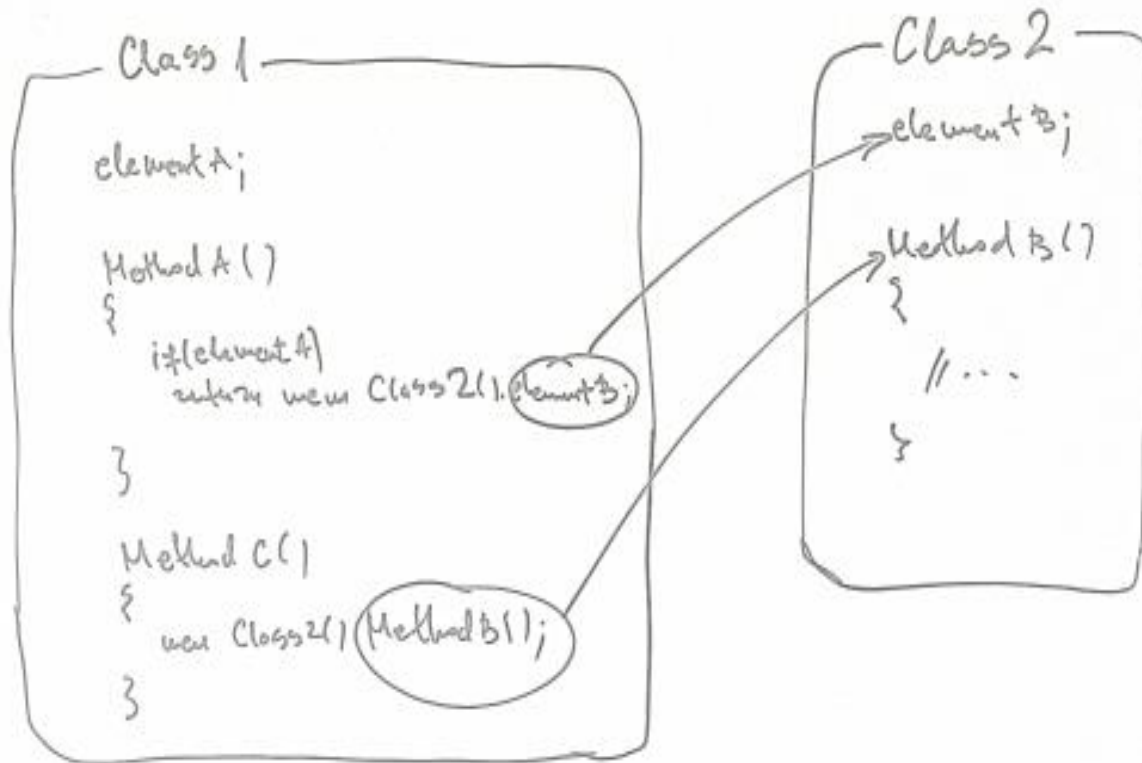 Class 1
elementA;
MethodA()
{
if(elementA)
return new Class2().elementB;
}
MethodC()
{
new Class2().MethodB();
}
Class 2
elementB;
MethodB()
{
//...
}